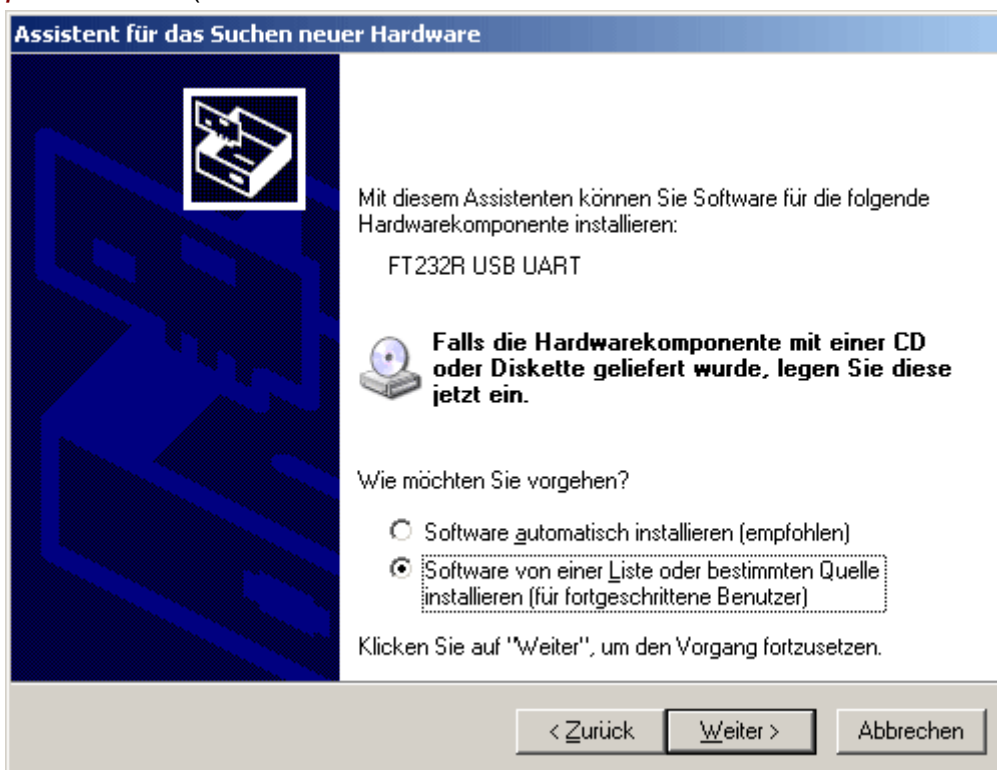 Assistent für das Suchen neuer Hardware
Mit diesem Assistenten können Sie Software für die folgende
Hardwarekomponente installieren:
FT232R USB UART
Falls die Hardwarekomponente mit einer CD
oder Diskette geliefert wurde, legen Sie diese
jetzt ein.
Wie möchten Sie vorgehen?
Software automatisch installieren (empfohlen)
Software von einer Liste oder bestimmten Quelle
installieren (für fortgeschrittene Benutzer)
Klicken Sie auf "Weiter", um den Vorgang fortzusetzen.
< Zurück Weiter > Abbrechen